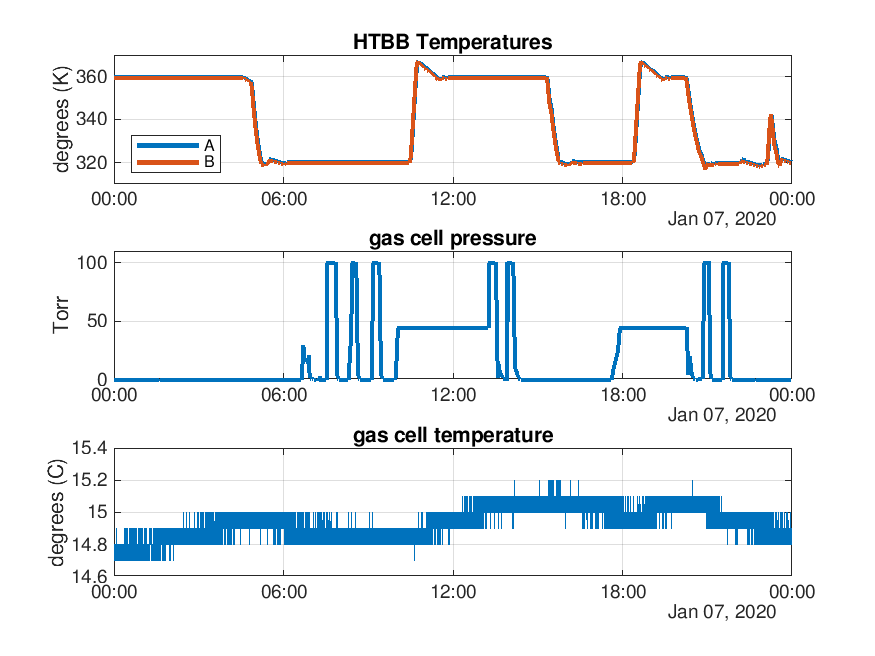 HTBB Temperatures
degrees (K)
360
340
320
A
B
00:00 06:00 12:00 18:00 00:00
Jan 07, 2020
gas cell pressure
Torr
100
50
0
00:00 06:00 12:00 18:00 00:00
Jan 07, 2020
gas cell temperature
degrees (C)
15.4
15.2
15
14.8
14.6
00:00 06:00 12:00 18:00 00:00
Jan 07, 2020